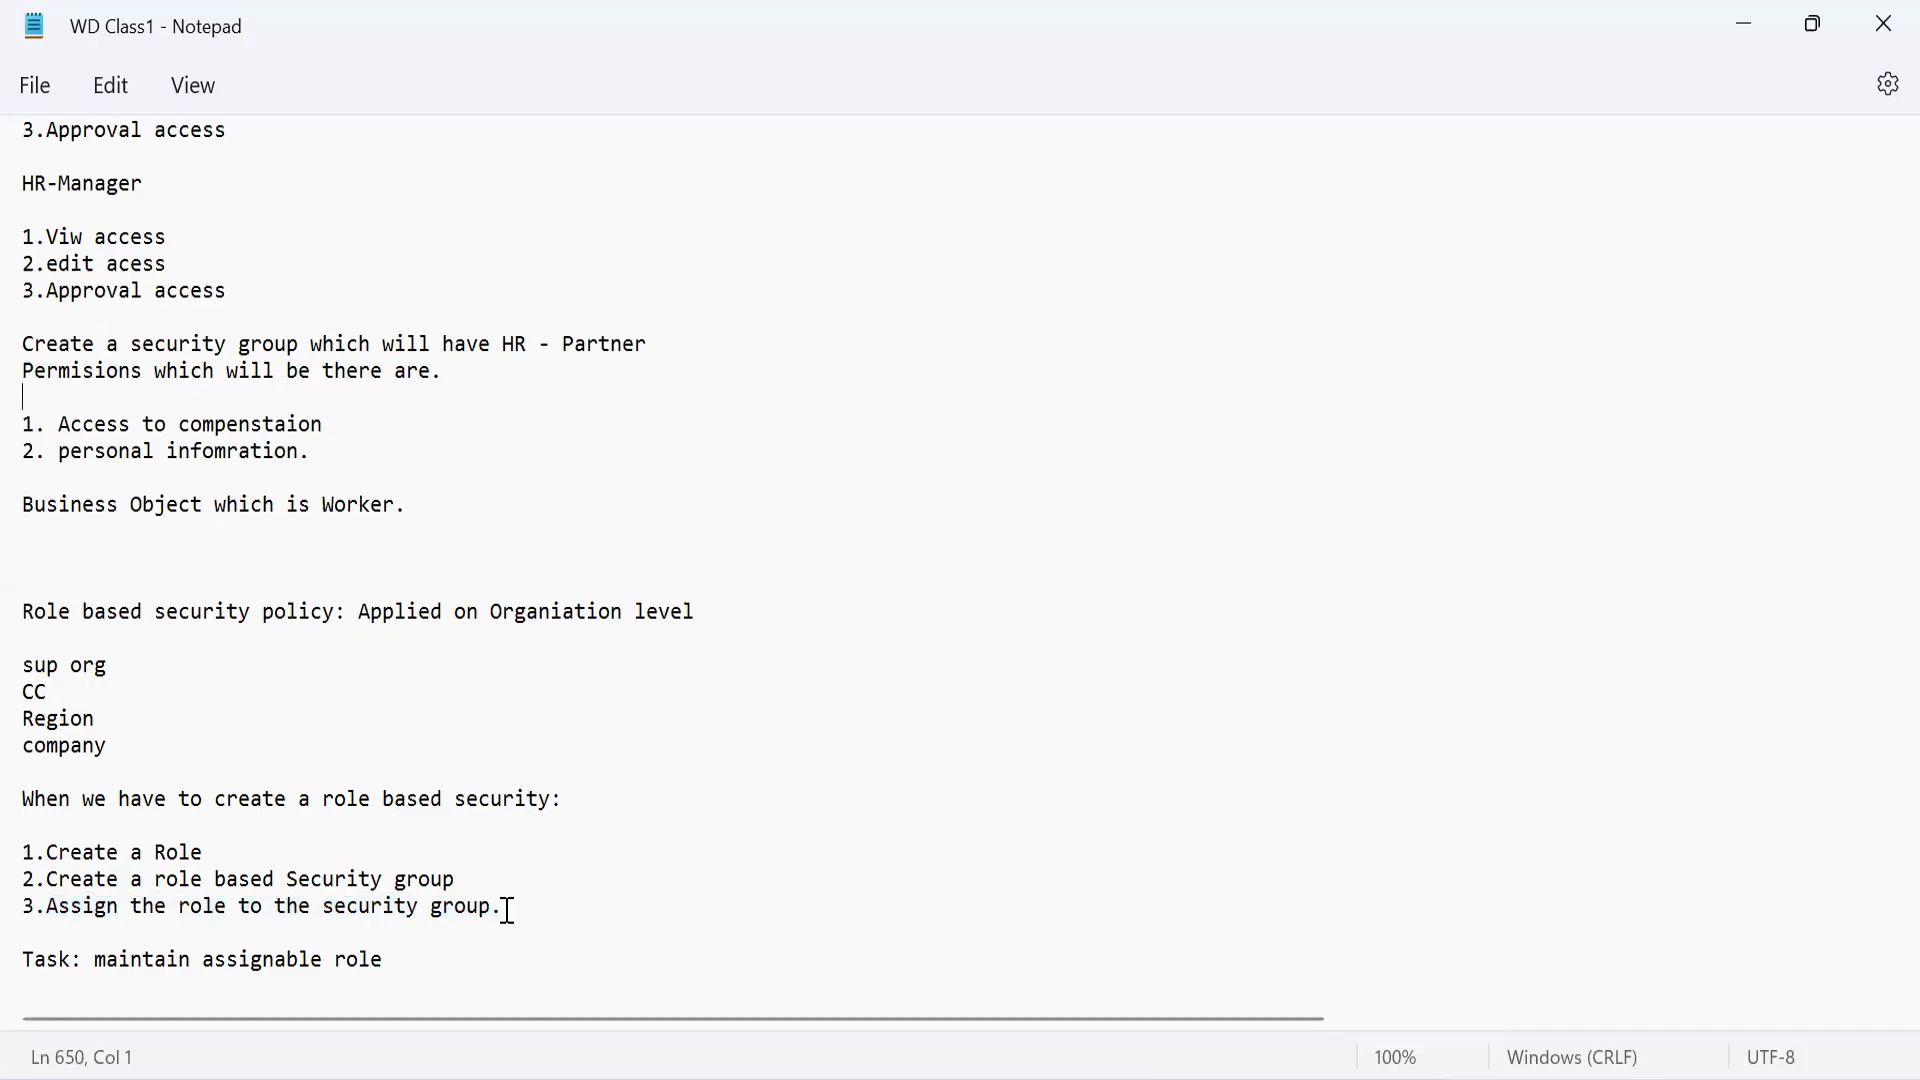 WD Class1 - Notepad
File Edit View
3.Approval access
HR-Manager
1.Viw access
2.edit acess
3.Approval access
Create a security group which will have HR - Partner
Permisions which will be there are.
1. Access to compenstaion
2. personal infomration.
Business Object which is Worker.
Role based security policy: Applied on Organiation level
sup org
CC
Region
company
When we have to create a role based security:
1.Create a Role
2.Create a role based Security group
3.Assign the role to the security group.
Task: maintain assignable role
Ln 650, Col 1 100% Windows (CRLF) UTF-8